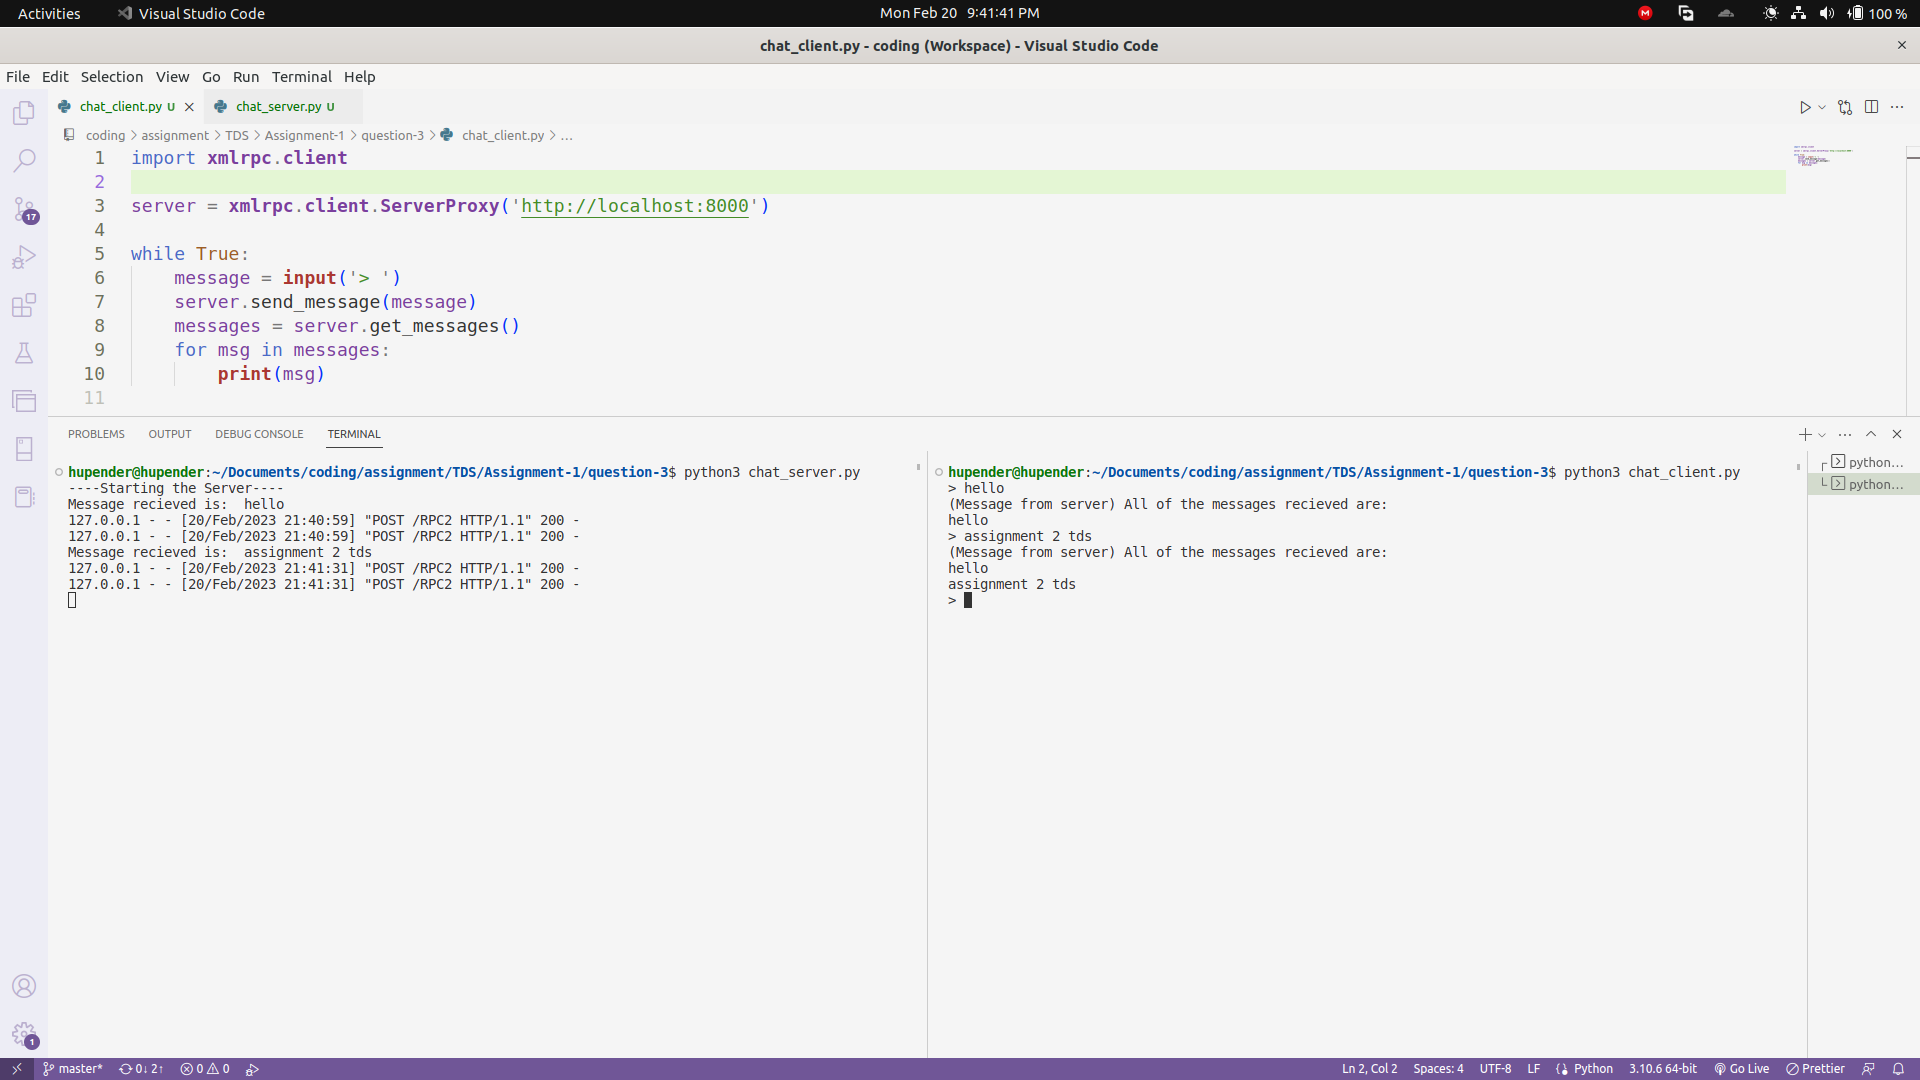 Activities Visual Studio Code Mon Feb 20 9:41:41 PM 100 %
chat_client.py - coding (Workspace) - Visual Studio Code
File Edit Selection View Go Run Terminal Help
chat_client.py U chat_server.py U
coding > assignment > TDS > Assignment-1 > question-3 > chat_client.py > ...
1 import xmlrpc.client
2
3 server = xmlrpc.client.ServerProxy('http://localhost:8000')
4
5 while True:
6 message = input('> ')
7 server.send_message(message)
8 messages = server.get_messages()
9 for msg in messages:
10 print(msg)
11
17
PROBLEMS OUTPUT DEBUG CONSOLE TERMINAL
hupender@hupender:~/Documents/coding/assignment/TDS/Assignment-1/question-3$ python3 chat_server.py
----Starting the Server----
Message recieved is:  hello
127.0.0.1 - - [20/Feb/2023 21:40:59] "POST /RPC2 HTTP/1.1" 200 -
127.0.0.1 - - [20/Feb/2023 21:40:59] "POST /RPC2 HTTP/1.1" 200 -
Message recieved is:  assignment 2 tds
127.0.0.1 - - [20/Feb/2023 21:41:31] "POST /RPC2 HTTP/1.1" 200 -
127.0.0.1 - - [20/Feb/2023 21:41:31] "POST /RPC2 HTTP/1.1" 200 -
hupender@hupender:~/Documents/coding/assignment/TDS/Assignment-1/question-3$ python3 chat_client.py
> hello
(Message from server) All of the messages recieved are:
hello
> assignment 2 tds
(Message from server) All of the messages recieved are:
hello
assignment 2 tds
>
python...
python...
1
master* 0↓ 2↑ 0 0 Ln 2, Col 2 Spaces: 4 UTF-8 LF Python 3.10.6 64-bit Go Live Prettier